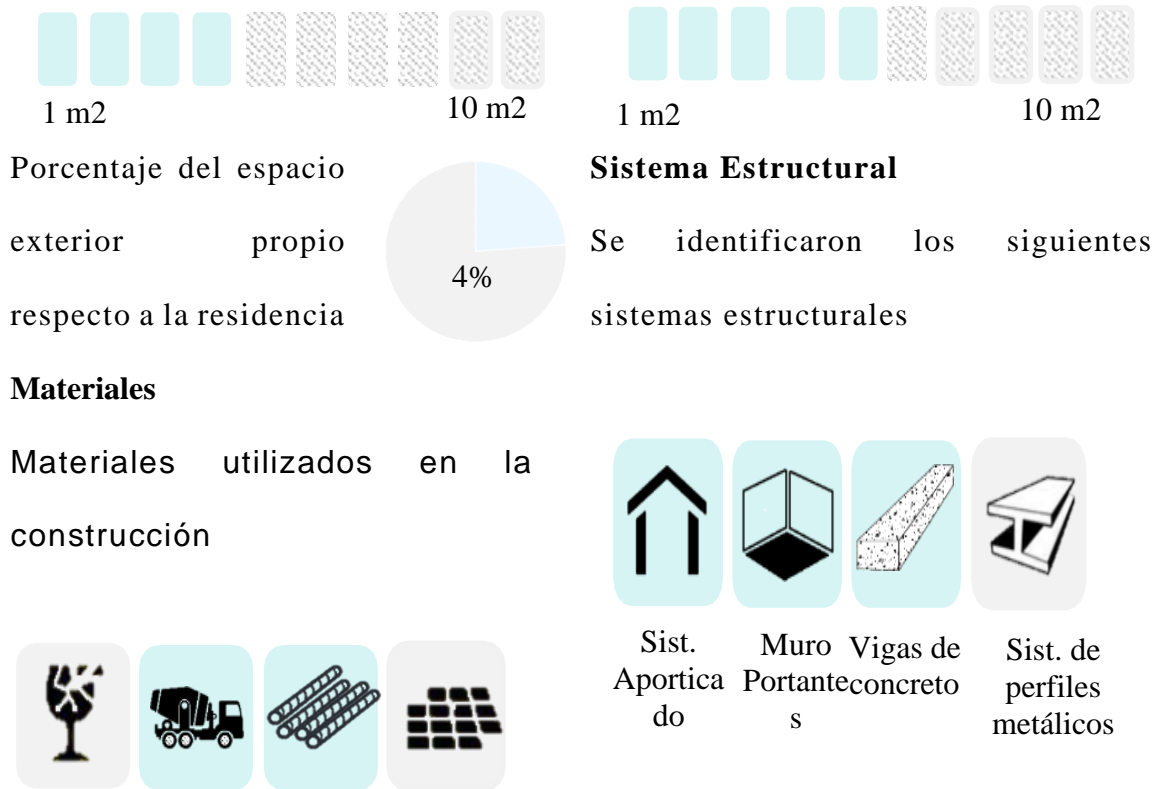 1 m2
10 m2
Porcentaje del espacio
exterior propio
respecto a la residencia
4%
Materiales
Materiales utilizados en la
construcción
1 m2
10 m2
Sistema Estructural
Se identificaron los siguientes
sistemas estructurales
Sist.
Aportica
do
Muro
Portante
s
Vigas de
concreto
Sist. de
perfiles
metálicos